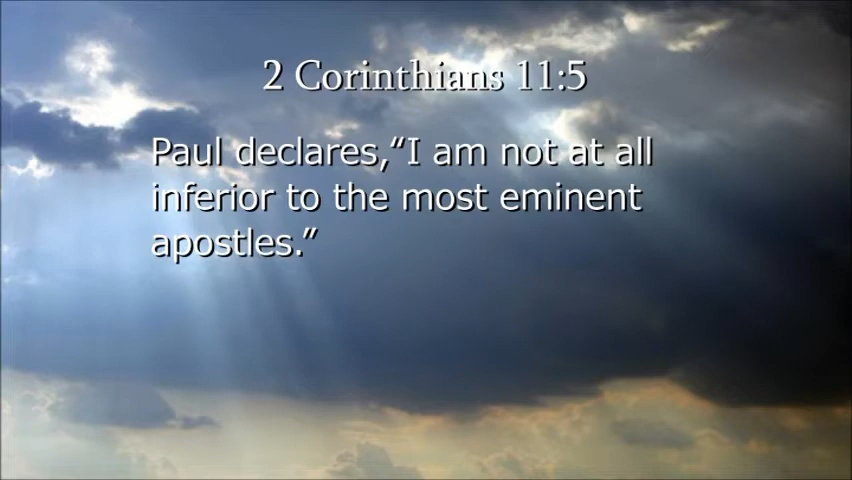 2 Corinthians 11:5
Paul declares,“I am not at all
inferior to the most eminent
apostles.”